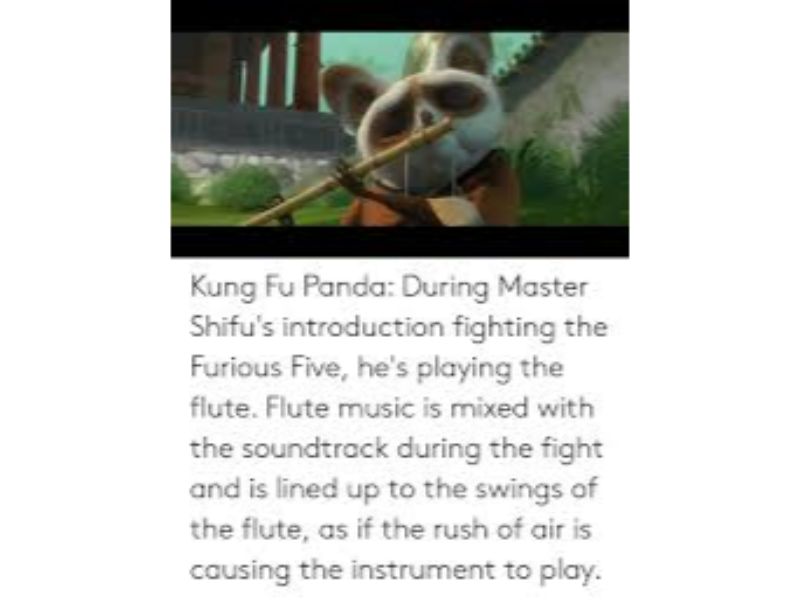 Kung Fu Panda: During Master
Shifu's introduction fighting the
Furious Five, he's playing the
flute. Flute music is mixed with
the soundtrack during the fight
and is lined up to the swings of
the flute, as if the rush of air is
causing the instrument to play.